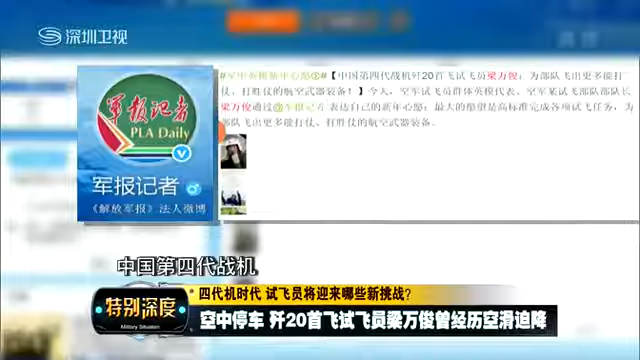 深圳卫视
#军中英模新年心愿①#【中国第四代战机歼20首飞试飞员梁万俊:为部队飞出更多能打
仗、打胜仗的航空武器装备!】今天,空军试飞员群体英模代表、空军某试飞部队部队长
梁万俊通过@军报记者 表达自己的新年心愿:最大的愿望是高标准完成各项试飞任务,为
部队飞出更多能打仗、打胜仗的航空武器装备。
军报记者
PLA Daily
军报记者
《解放军报》法人微博
中国第四代战机
特别深度
Military Situation
四代机时代 试飞员将迎来哪些新挑战?
空中停车 歼20首飞试飞员梁万俊曾经历空滑迫降